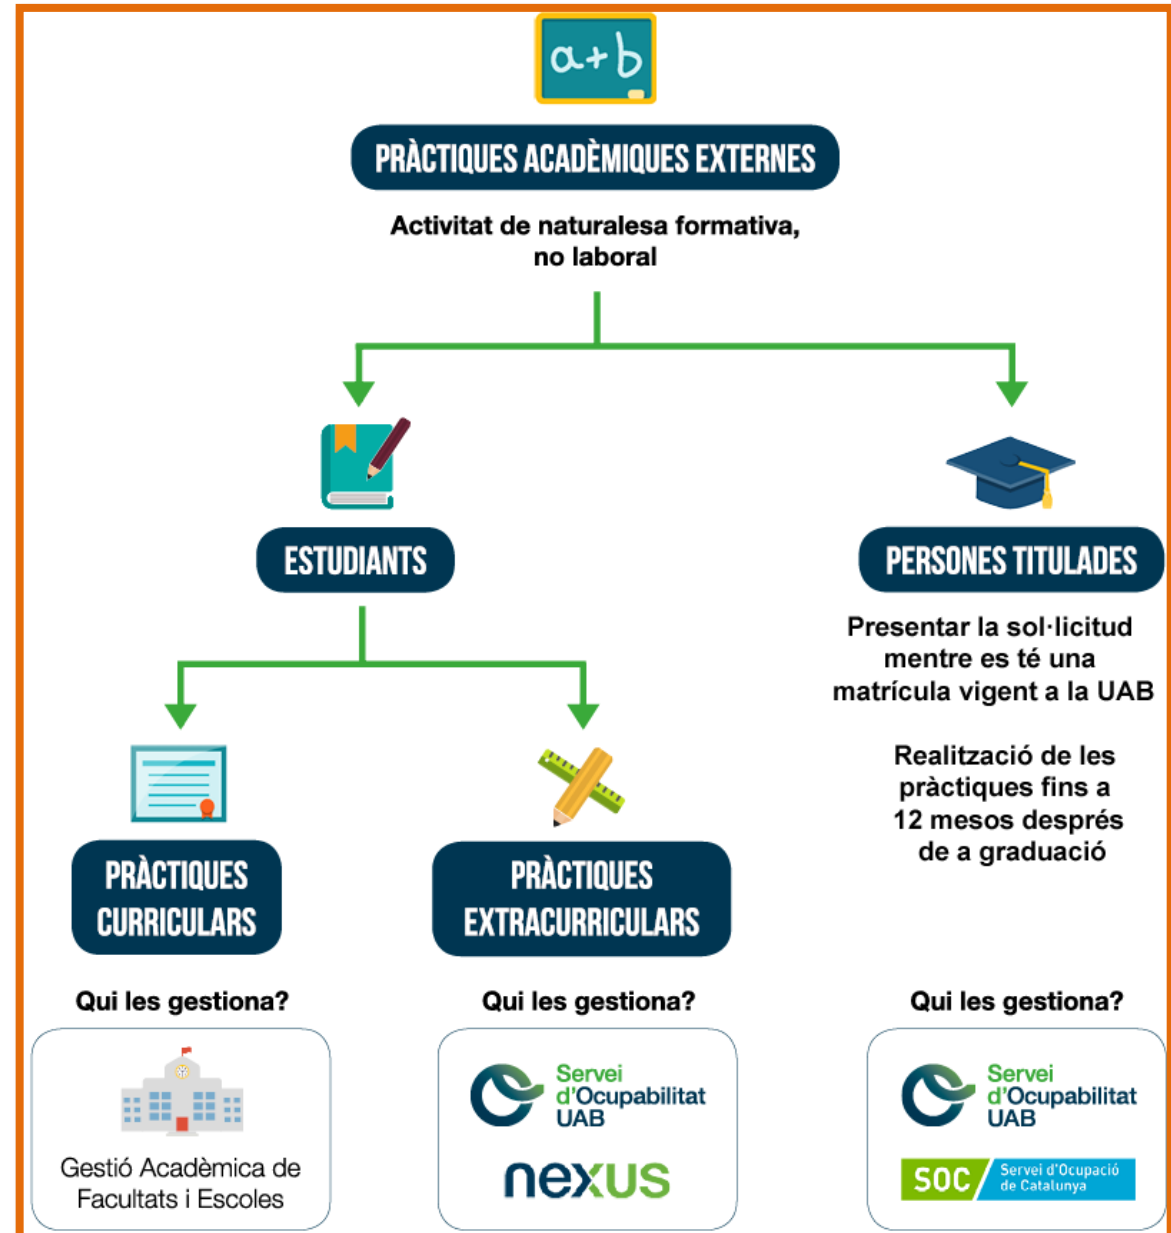 a+b
PRÀCTIQUES ACADÈMIQUES EXTERNES
Activitat de naturalesa formativa,
no laboral
ESTUDIANTS
PERSONES TITULADES
Presentar la sol·licitud
mentre es té una
matrícula vigent a la UAB
Realització de les
pràctiques fins a
12 mesos després
de a graduació
PRÀCTIQUES
CURRICULARS
PRÀCTIQUES
EXTRACURRICULARS
Qui les gestiona?
Qui les gestiona?
Qui les gestiona?
Gestió Acadèmica de
Facultats i Escoles
Servei
d'Ocupabilitat
UAB
nexus
Servei
d'Ocupabilitat
UAB
SOC
Servei d'Ocupació
de Catalunya